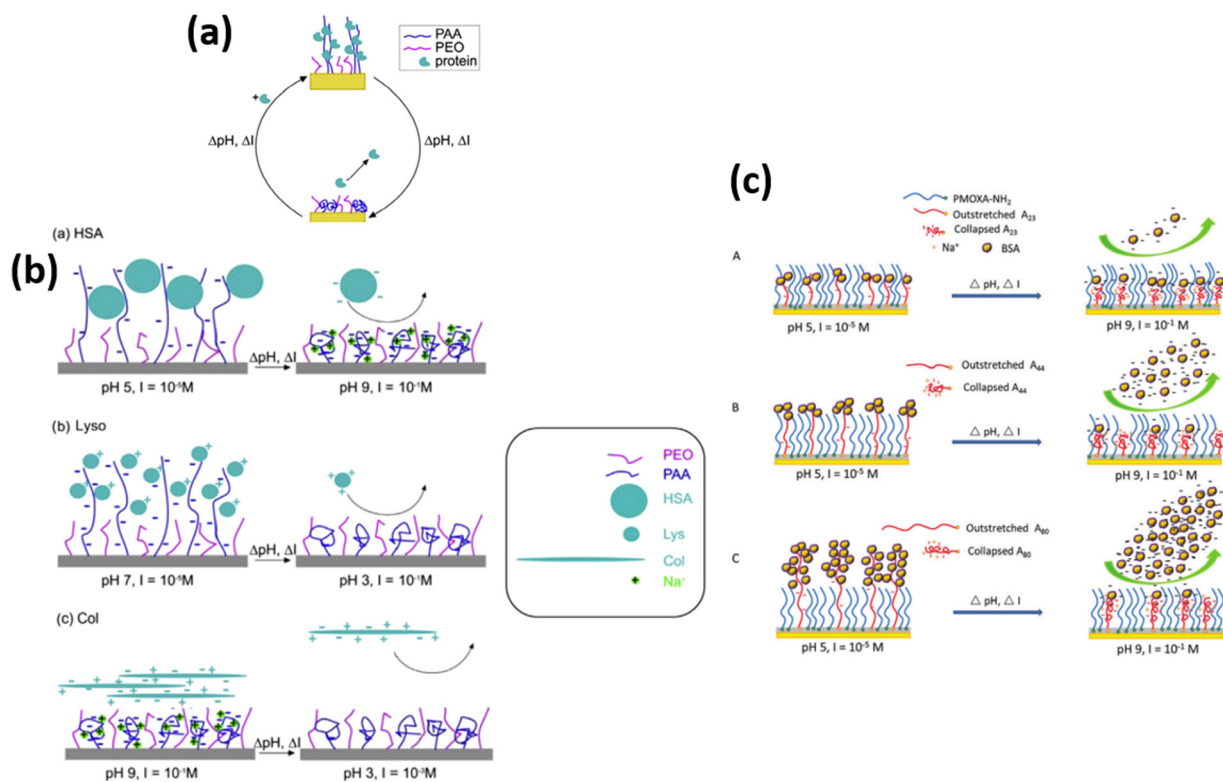 (a)
PAA
PEO
protein
+
ΔpH, ΔI
ΔpH, ΔI
(b)
(a) HSA
ΔpH, ΔI
pH 5, I = 10⁻⁵M
pH 9, I = 10⁻¹M
(b) Lyso
ΔpH, ΔI
pH 7, I = 10⁻⁵M
pH 3, I = 10⁻¹M
(c) Col
ΔpH, ΔI
pH 9, I = 10⁻¹M
pH 3, I = 10⁻³M
PEO
PAA
HSA
Lys
Col
Na⁺
(c)
PMOXA-NH₂
Outstretched A₂₃
Collapsed A₂₃
Na⁺
BSA
A
△ pH, △ I
pH 5, I = 10⁻⁵ M
pH 9, I = 10⁻¹ M
Outstretched A₄₄
Collapsed A₄₄
B
△ pH, △ I
pH 5, I = 10⁻⁵ M
pH 9, I = 10⁻¹ M
Outstretched A₈₀
Collapsed A₈₀
C
△ pH, △ I
pH 5, I = 10⁻⁵ M
pH 9, I = 10⁻¹ M